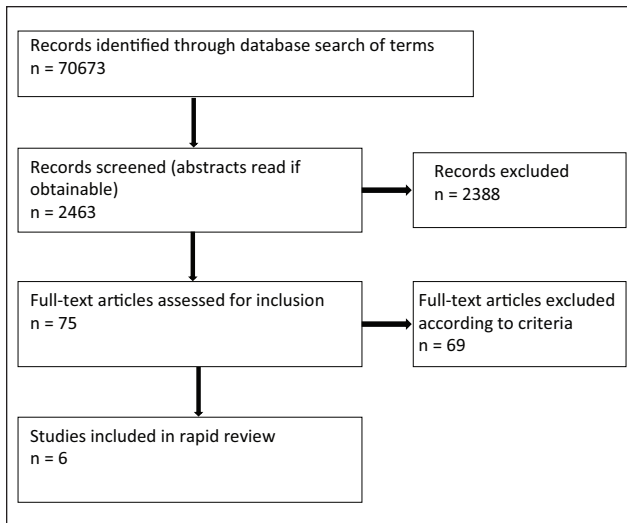 Records identified through database search of terms
n = 70673
Records screened (abstracts read if
obtainable)
n = 2463
Records excluded
n = 2388
Full-text articles assessed for inclusion
n = 75
Full-text articles excluded
according to criteria
n = 69
Studies included in rapid review
n = 6